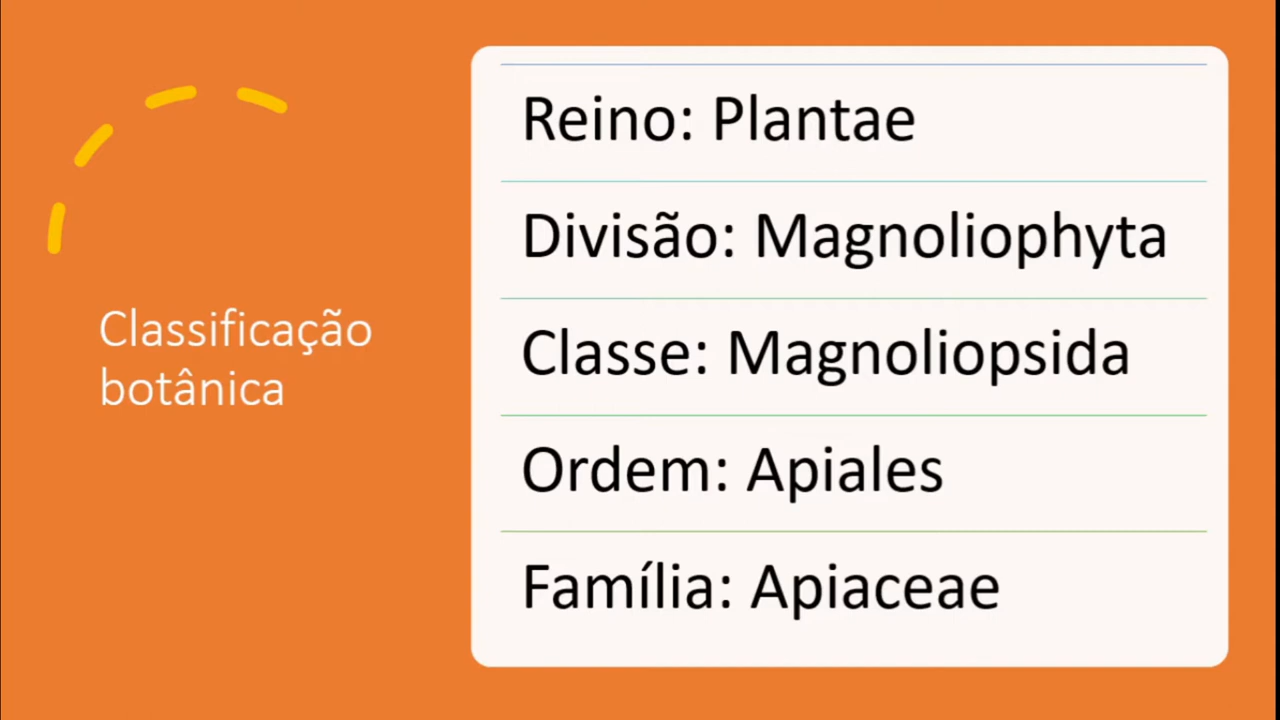 Classificação
botânica
Reino: Plantae
Divisão: Magnoliophyta
Classe: Magnoliopsida
Ordem: Apiales
Família: Apiaceae